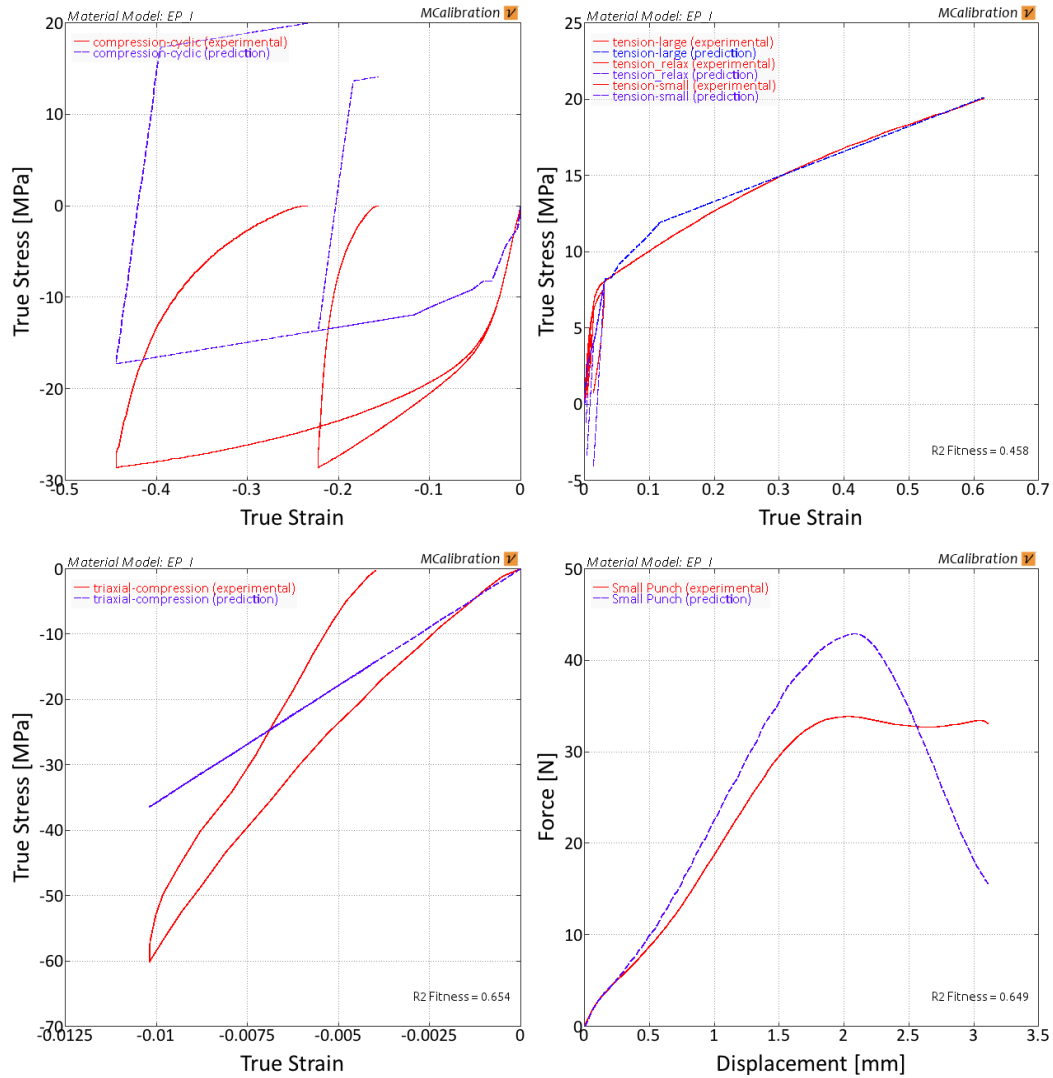 Material Model: EP_I
MCalibration ν
compression-cyclic (experimental)
compression-cyclic (prediction)
True Stress [MPa]
20
10
0
-10
-20
-30
-0.5
-0.4
-0.3
-0.2
-0.1
0
True Strain
Material Model: EP_I
MCalibration ν
tension-large (experimental)
tension-large (prediction)
tension_relax (experimental)
tension_relax (prediction)
tension-small (experimental)
tension-small (prediction)
True Stress [MPa]
25
20
15
10
5
0
-5
R2 Fitness = 0.458
0
0.1
0.2
0.3
0.4
0.5
0.6
0.7
True Strain
Material Model: EP_I
MCalibration ν
triaxial-compression (experimental)
triaxial-compression (prediction)
True Stress [MPa]
0
-10
-20
-30
-40
-50
-60
-70
R2 Fitness = 0.654
-0.0125
-0.01
-0.0075
-0.005
-0.0025
0
True Strain
Material Model: EP_I
MCalibration ν
Small Punch (experimental)
Small Punch (prediction)
Force [N]
50
40
30
20
10
0
R2 Fitness = 0.649
0
0.5
1
1.5
2
2.5
3
3.5
Displacement [mm]